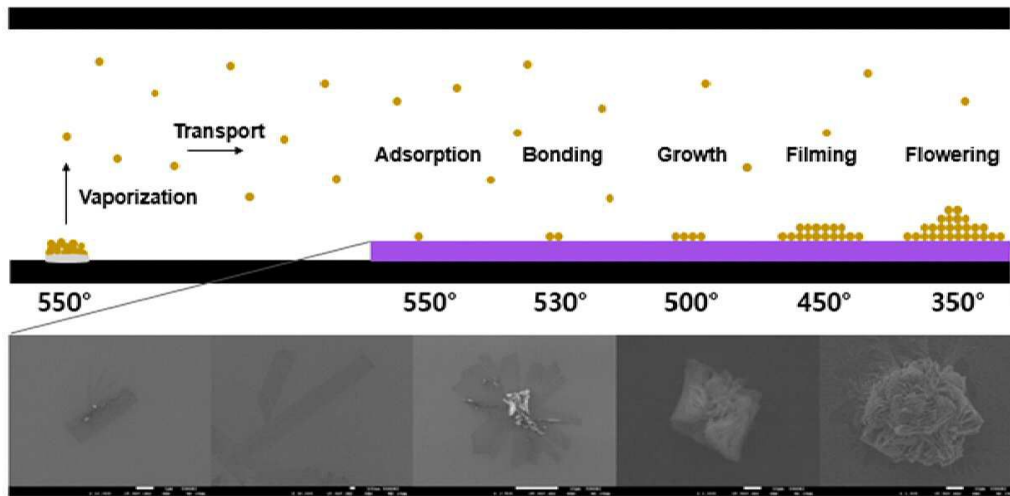 Transport
Vaporization
Adsorption Bonding Growth Filming Flowering
550° 550° 530° 500° 450° 350°